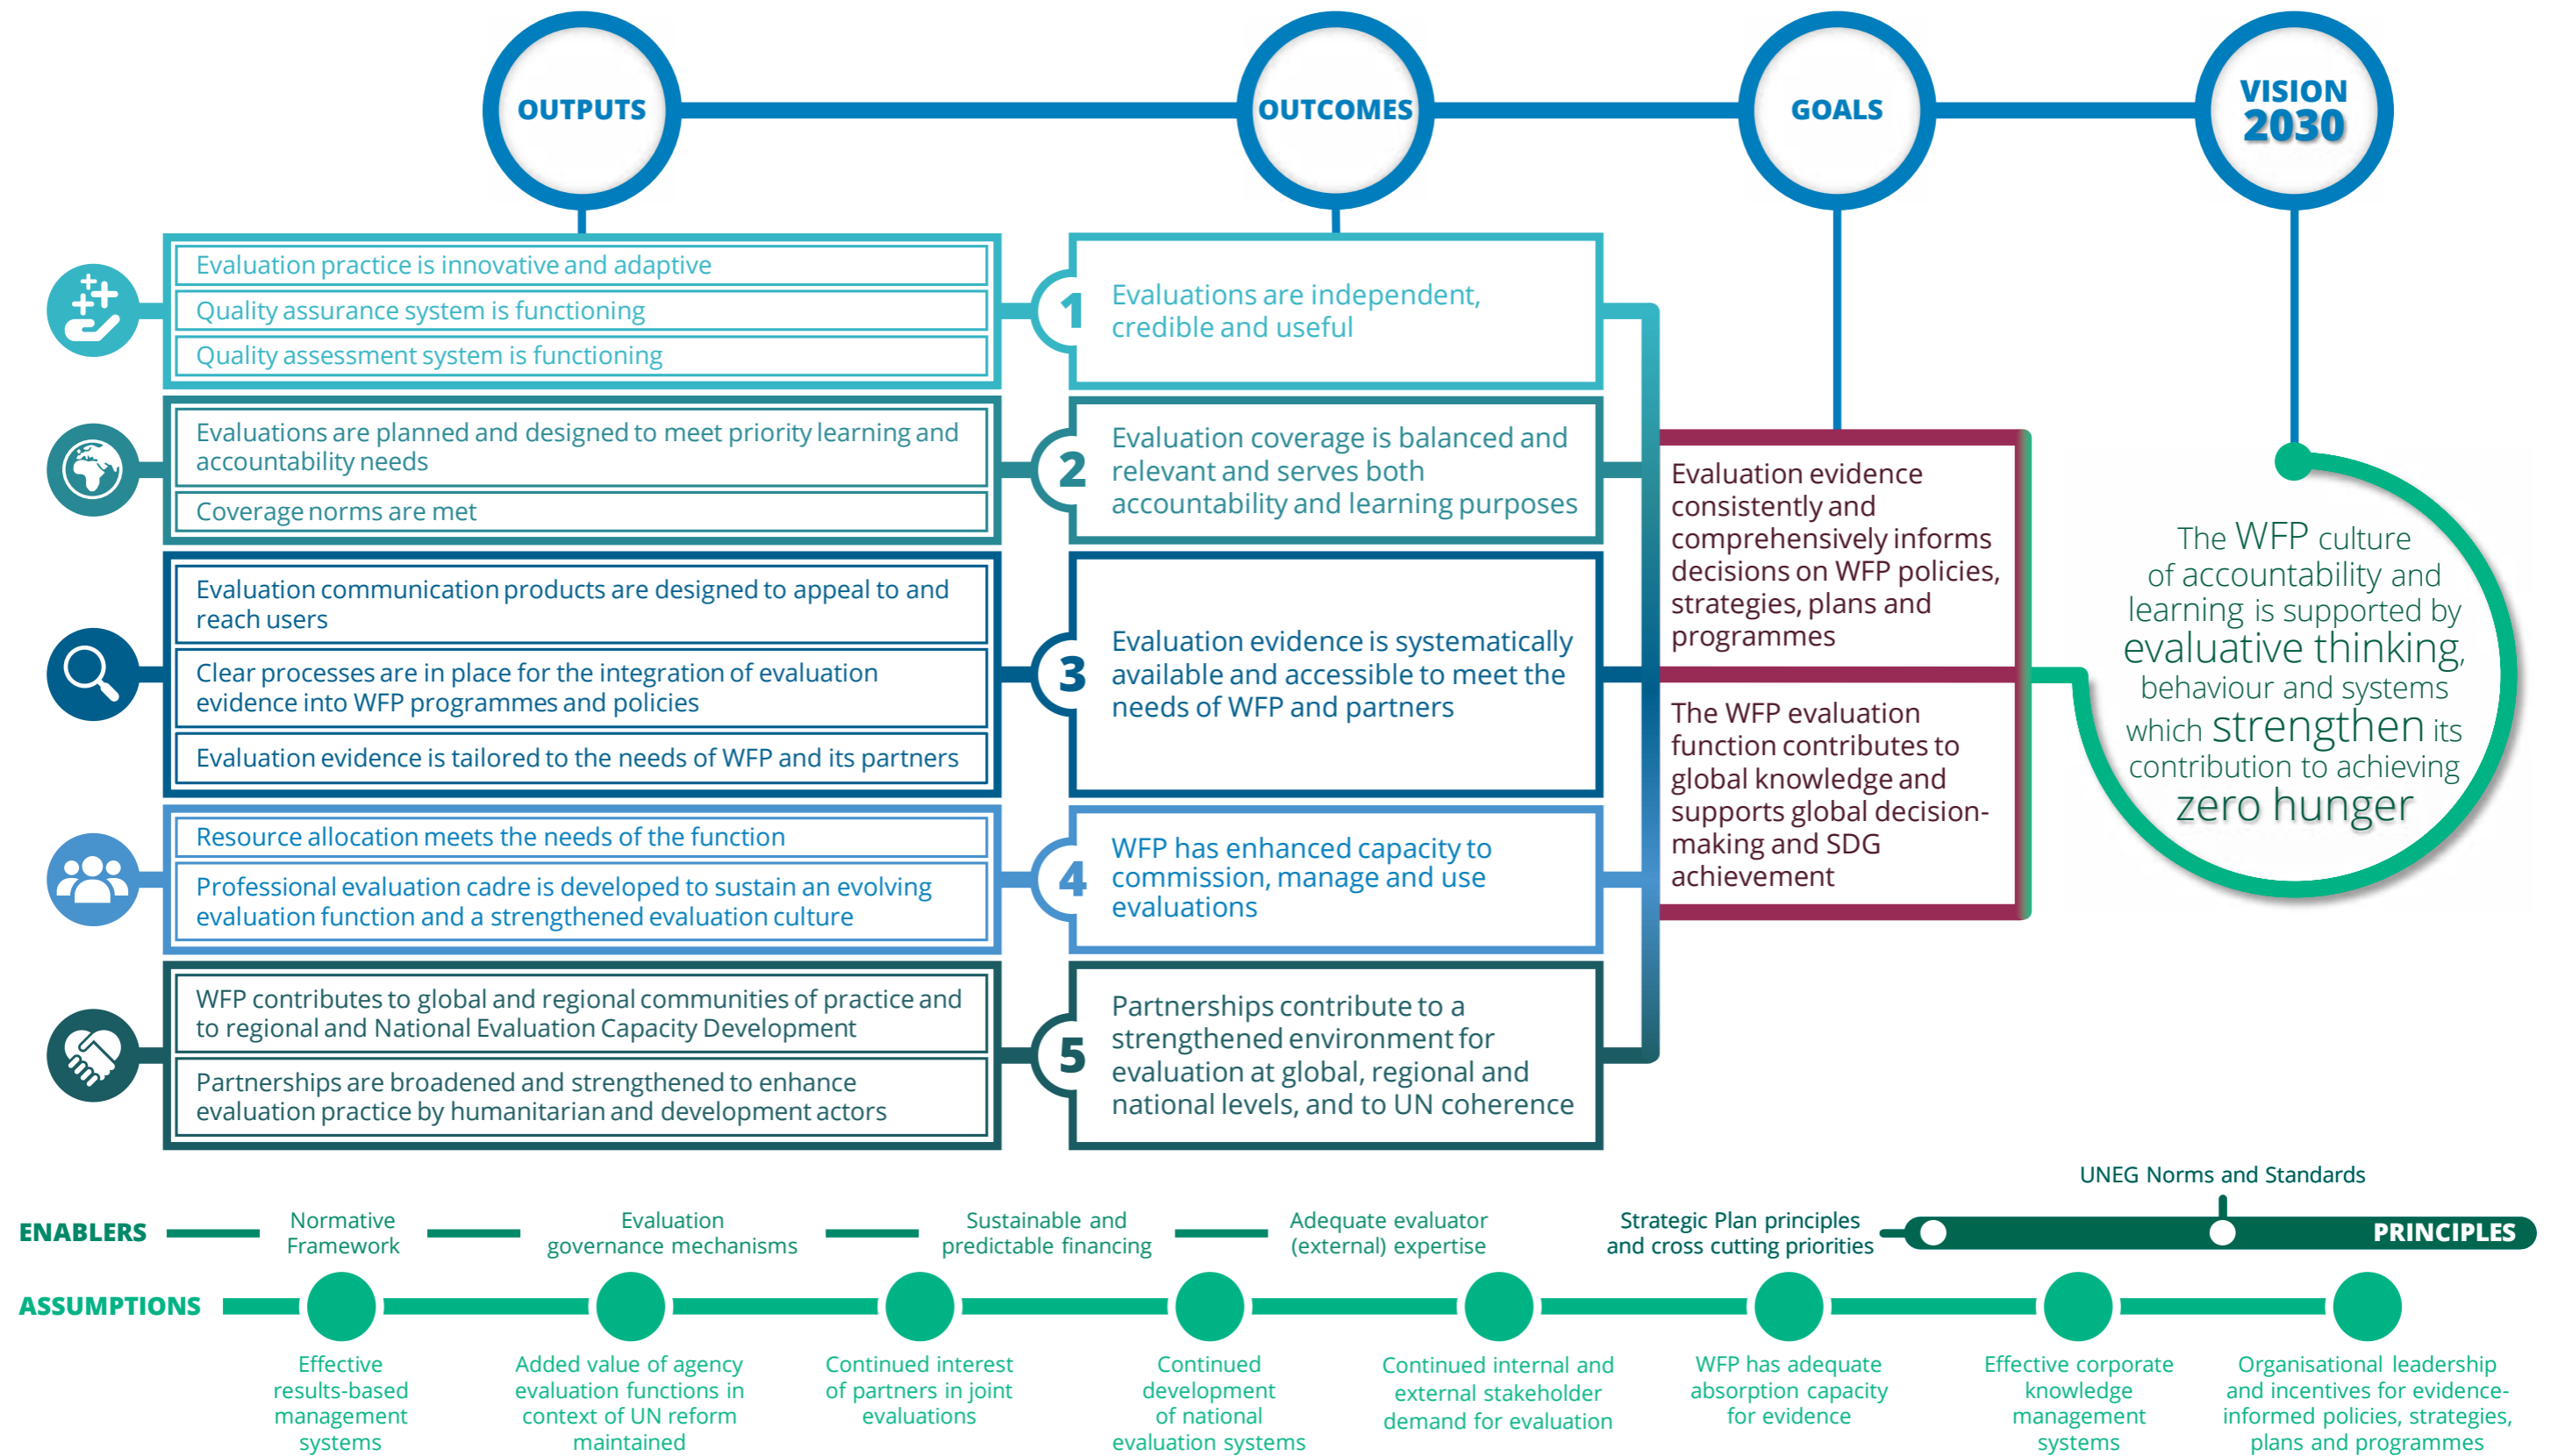 OUTPUTS
OUTCOMES
GOALS
VISION
2030
Evaluation practice is innovative and adaptive
Quality assurance system is functioning
Quality assessment system is functioning
1
Evaluations are independent,
credible and useful
Evaluations are planned and designed to meet priority learning and
accountability needs
Coverage norms are met
2
Evaluation coverage is balanced and
relevant and serves both
accountability and learning purposes
Evaluation communication products are designed to appeal to and
reach users
Clear processes are in place for the integration of evaluation
evidence into WFP programmes and policies
Evaluation evidence is tailored to the needs of WFP and its partners
3
Evaluation evidence is systematically
available and accessible to meet the
needs of WFP and partners
Resource allocation meets the needs of the function
Professional evaluation cadre is developed to sustain an evolving
evaluation function and a strengthened evaluation culture
4
WFP has enhanced capacity to
commission, manage and use
evaluations
WFP contributes to global and regional communities of practice and
to regional and National Evaluation Capacity Development
Partnerships are broadened and strengthened to enhance
evaluation practice by humanitarian and development actors
5
Partnerships contribute to a
strengthened environment for
evaluation at global, regional and
national levels, and to UN coherence
Evaluation evidence
consistently and
comprehensively informs
decisions on WFP policies,
strategies, plans and
programmes
The WFP evaluation
function contributes to
global knowledge and
supports global decision-
making and SDG
achievement
The WFP culture
of accountability and
learning is supported by
evaluative thinking,
behaviour and systems
which strengthen its
contribution to achieving
zero hunger
ENABLERS
Normative
Framework
Evaluation
governance mechanisms
Sustainable and
predictable financing
Adequate evaluator
(external) expertise
Strategic Plan principles
and cross cutting priorities
UNEG Norms and Standards
PRINCIPLES
ASSUMPTIONS
Effective
results-based
management
systems
Added value of agency
evaluation functions in
context of UN reform
maintained
Continued interest
of partners in joint
evaluations
Continued
development
of national
evaluation systems
Continued internal and
external stakeholder
demand for evaluation
WFP has adequate
absorption capacity
for evidence
Effective corporate
knowledge
management
systems
Organisational leadership
and incentives for evidence-
informed policies, strategies,
plans and programmes